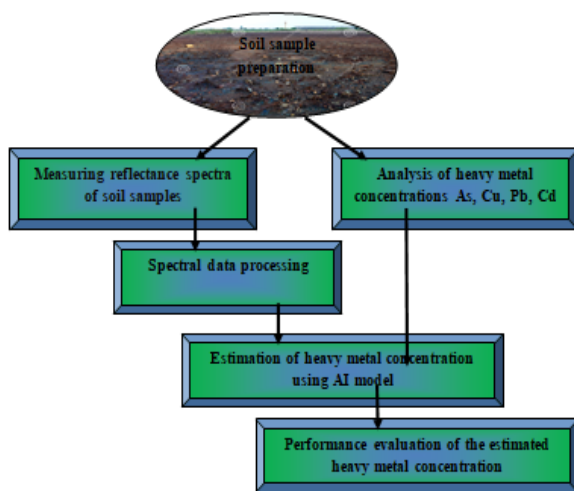 Soil sample
preparation
Measuring reflectance spectra
of soil samples
Analysis of heavy metal
concentrations As, Cu, Pb, Cd
Spectral data processing
Estimation of heavy metal concentration
using AI model
Performance evaluation of the estimated
heavy metal concentration